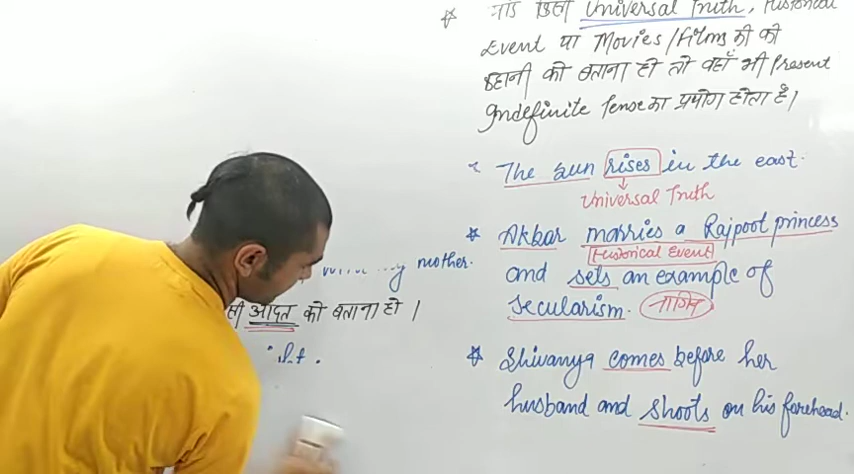 यदि किसी Universal Truth, Historical
Event या Movies/Films की की
कहानी को बताना हो तो वहाँ भी Present
Indefinite Tense का प्रयोग होता है।
The sun rises in the east.
Universal Truth
Akbar marries a Rajpoot princess
Historical Event
and sets an example of
secularism.
Shivanya comes before her
husband and shoots on his forehead.
mother.
आदत को बताना हो।